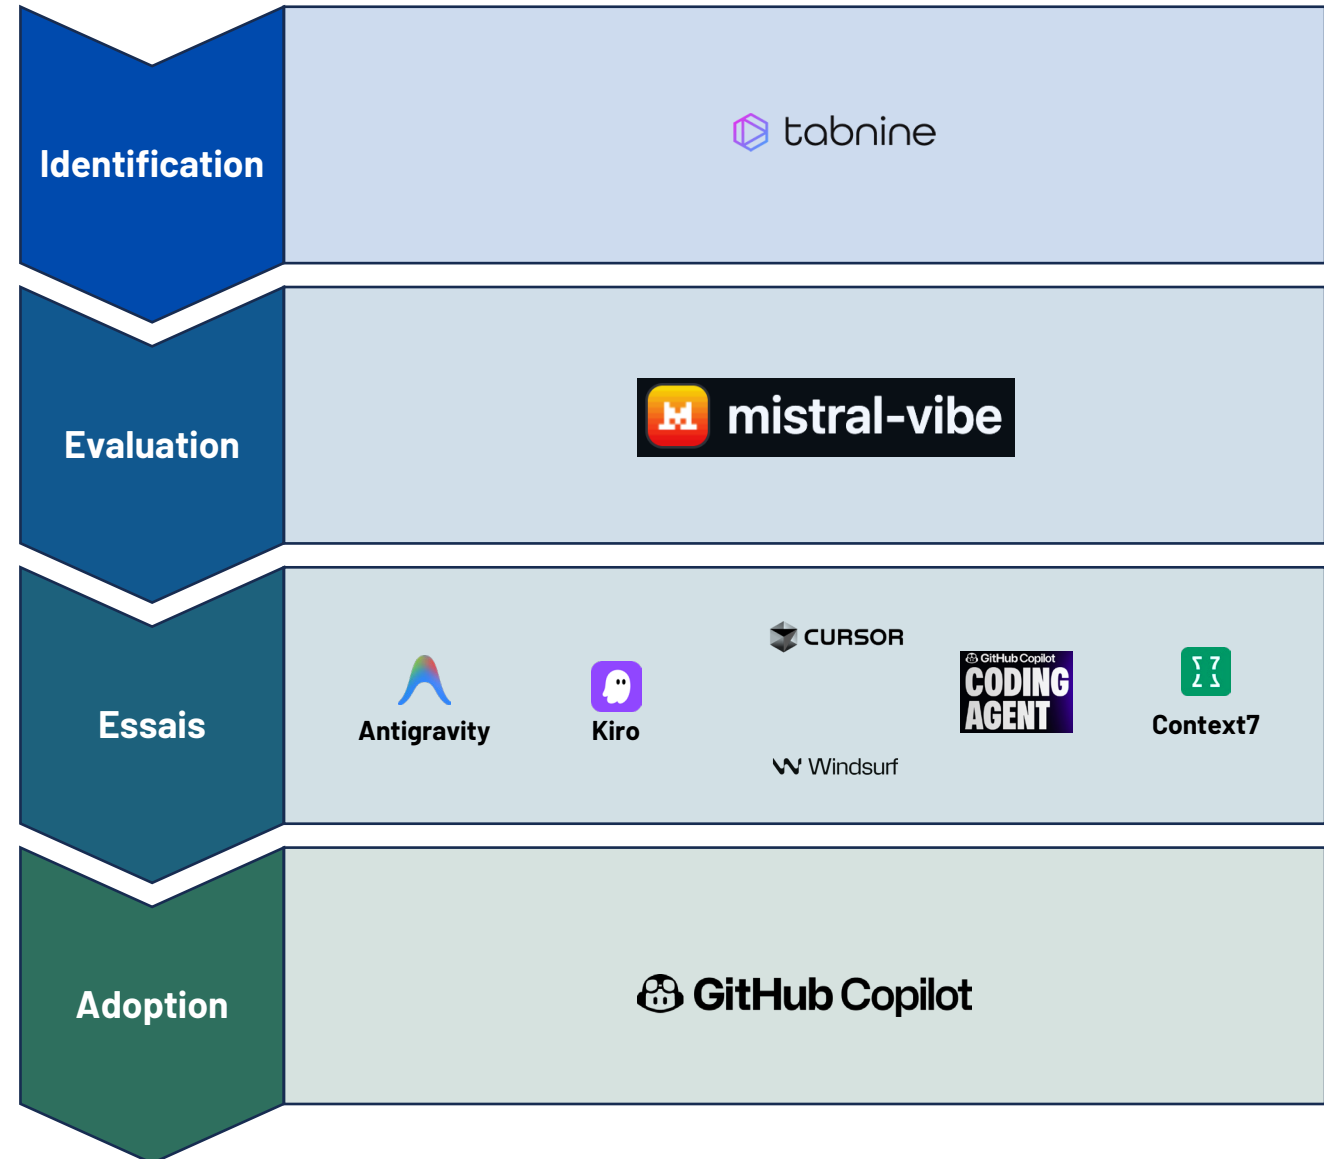 Identification
tabnine
Evaluation
mistral-vibe
Essais
Antigravity
Kiro
CURSOR
Windsurf
GitHub Copilot
CODING
AGENT
Context7
Adoption
GitHub Copilot